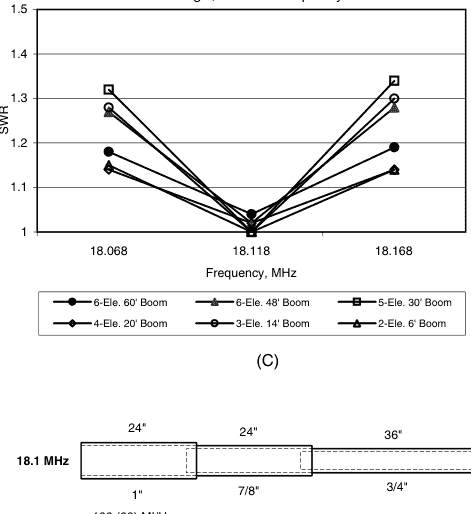 1.5
1.4
1.3
1.2
1.1
1
SWR
18.068 18.118 18.168
Frequency, MHz
6-Ele. 60' Boom 6-Ele. 48' Boom 5-Ele. 30' Boom
4-Ele. 20' Boom 3-Ele. 14' Boom 2-Ele. 6' Boom
(C)
24" 24" 36"
18.1 MHz
1" 7/8" 3/4"